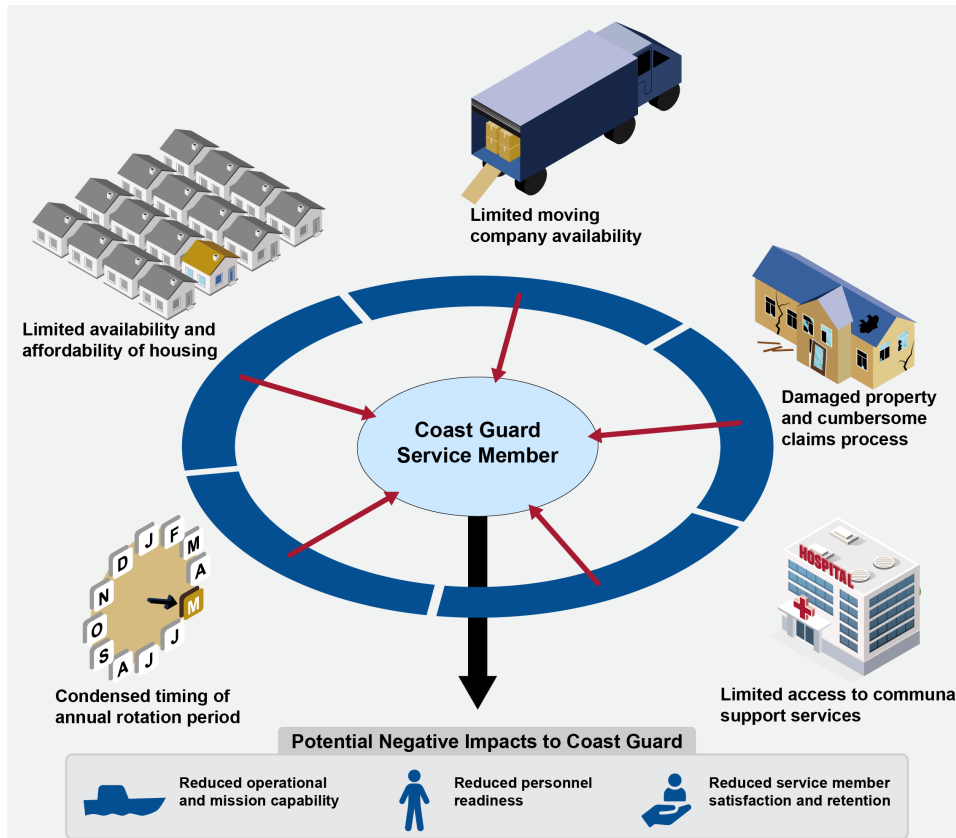 Limited moving
company availability
Limited availability and
affordability of housing
Damaged property
and cumbersome
claims process
Coast Guard
Service Member
HOSPITAL
J
F
M
A
M
J
J
A
S
O
N
D
Condensed timing of
annual rotation period
Limited access to communa
support services
Potential Negative Impacts to Coast Guard
Reduced operational
and mission capability
Reduced personnel
readiness
Reduced service member
satisfaction and retention